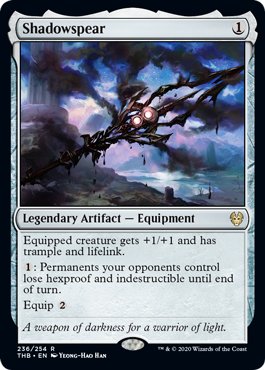 Shadowspear 1
Legendary Artifact — Equipment
Equipped creature gets +1/+1 and has
trample and lifelink.
1: Permanents your opponents control
lose hexproof and indestructible until
end of turn.
Equip 2
A weapon of darkness for a warrior of light.
236/254 R
THB • EN Yeong-Hao Han
™ & © 2020 Wizards of the Coast